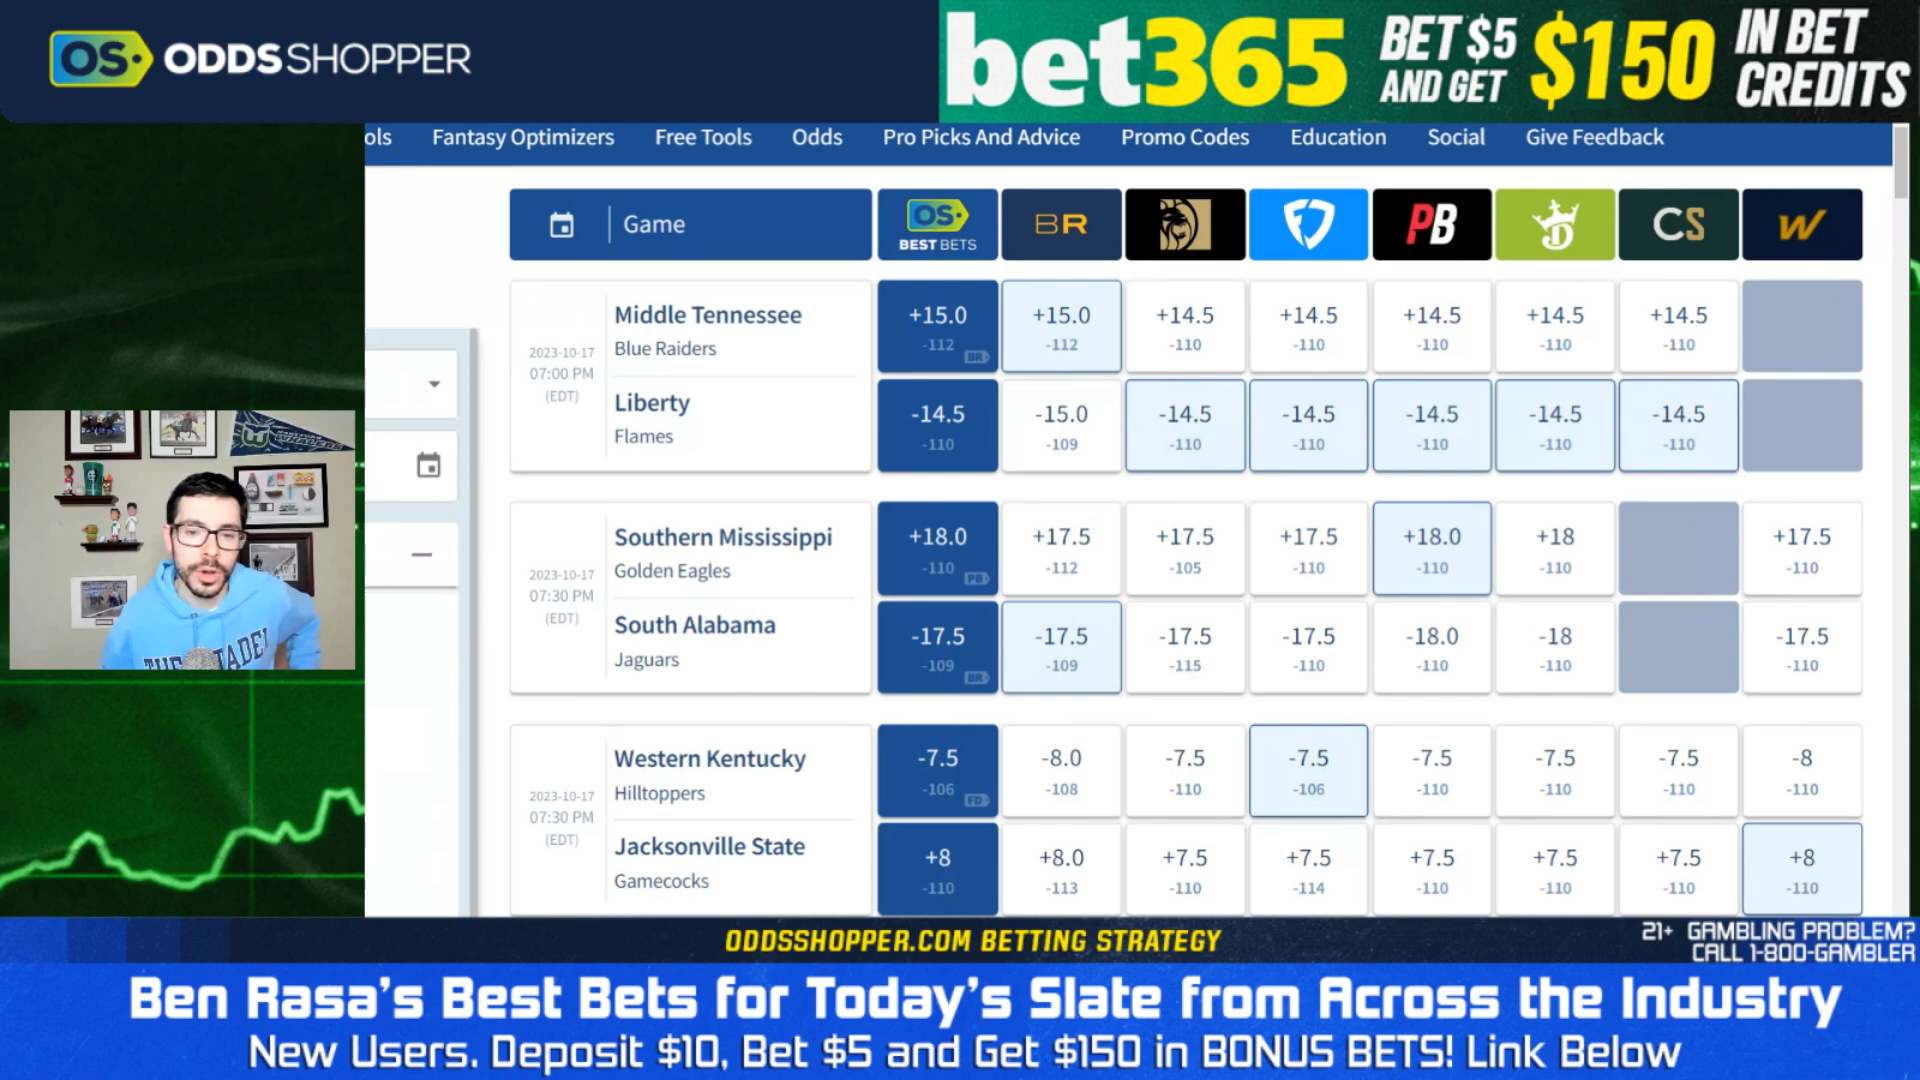 OS ODDSSHOPPER
bet365 BET $5 AND GET $150 IN BET CREDITS
ols Fantasy Optimizers Free Tools Odds Pro Picks And Advice Promo Codes Education Social Give Feedback
Game OS BEST BETS BR PB CS W
2023-10-17
07:00 PM
(EDT)
Middle Tennessee
Blue Raiders
+15.0 +15.0 +14.5 +14.5 +14.5 +14.5 +14.5
-112 BR -112 -110 -110 -110 -110 -110
Liberty
Flames
-14.5 -15.0 -14.5 -14.5 -14.5 -14.5 -14.5
-110 -109 -110 -110 -110 -110 -110
2023-10-17
07:30 PM
(EDT)
Southern Mississippi
Golden Eagles
+18.0 +17.5 +17.5 +17.5 +18.0 +18 +17.5
-110 PB -112 -105 -110 -110 -110 -110
South Alabama
Jaguars
-17.5 -17.5 -17.5 -17.5 -18.0 -18 -17.5
-109 BR -109 -115 -110 -110 -110 -110
2023-10-17
07:30 PM
(EDT)
Western Kentucky
Hilltoppers
-7.5 -8.0 -7.5 -7.5 -7.5 -7.5 -7.5 -8
-106 FD -108 -110 -106 -110 -110 -110 -110
Jacksonville State
Gamecocks
+8 +8.0 +7.5 +7.5 +7.5 +7.5 +7.5 +8
-110 -113 -110 -114 -110 -110 -110 -110
ODDSSHOPPER.COM BETTING STRATEGY
21+ GAMBLING PROBLEM?
CALL 1-800-GAMBLER
Ben Rasa's Best Bets for Today's Slate from Across the Industry
New Users. Deposit $10, Bet $5 and Get $150 in BONUS BETS! Link Below